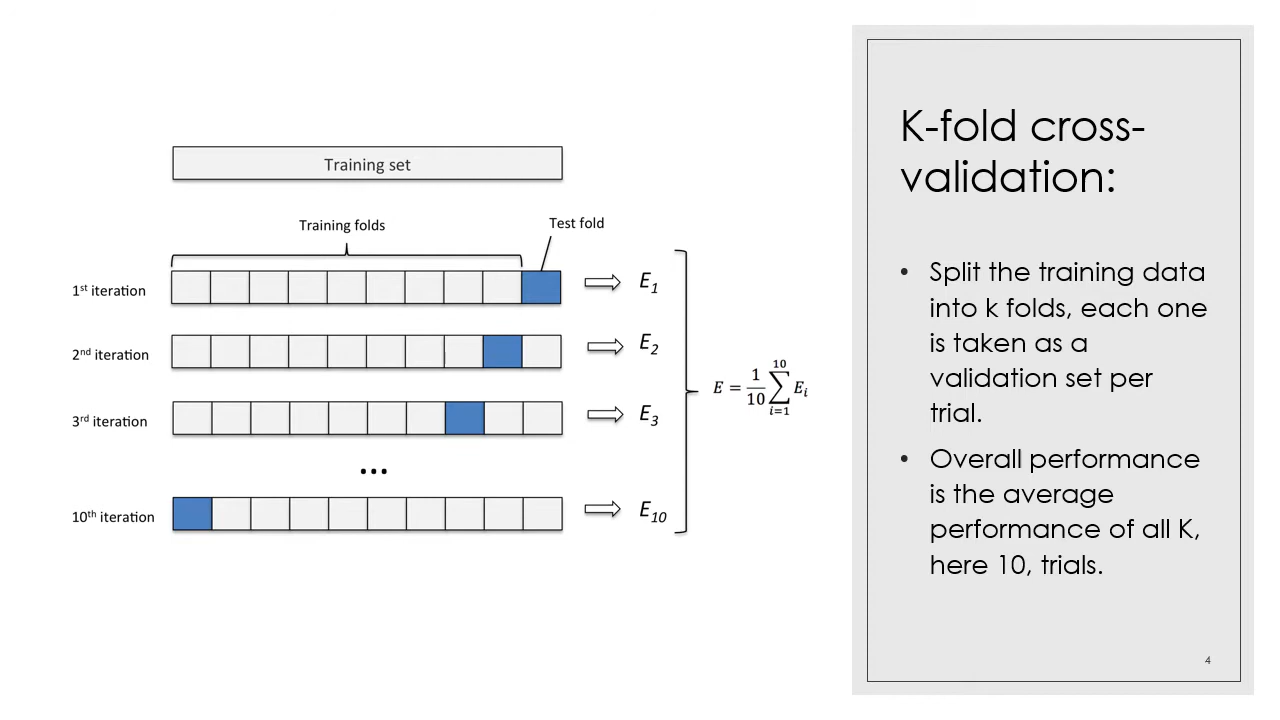 Training set
Training folds
Test fold
1st iteration
E1
2nd iteration
E2
3rd iteration
E3
...
10th iteration
E10
E = 1/10 ∑_{i=1}^{10} E_i
K-fold cross-
validation:
• Split the training data
into k folds, each one
is taken as a
validation set per
trial.
• Overall performance
is the average
performance of all K,
here 10, trials.
4